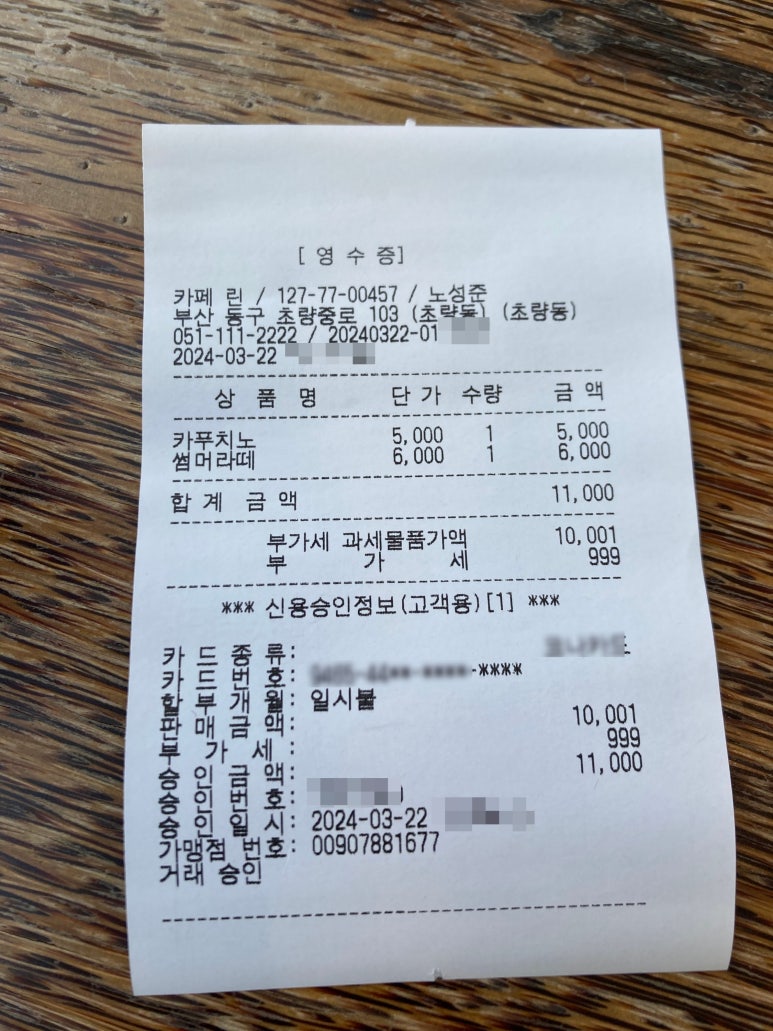 [ 영 수 증]
카페 린 / 127-77-00457 / 노성준
부산 동구 초량중로 103 (초량동) (초량동)
051-111-2222 / 20240322-01
2024-03-22
상 품 명 단 가 수량 금 액
카푸치노 5,000 1 5,000
썸머라떼 6,000 1 6,000
합 계 금 액 11,000
부가세 과세물품가액 10,001
부 가 세 999
*** 신용승인정보(고객용)[1] ***
카 드 종 류:
카 드 번 호: -****
할 부 개 월: 일시불
판 매 금 액: 10,001
부 가 세 : 999
승 인 금 액: 11,000
승 인 번 호:
승 인 일 시: 2024-03-22
가맹점 번호: 00907881677
거래 승인